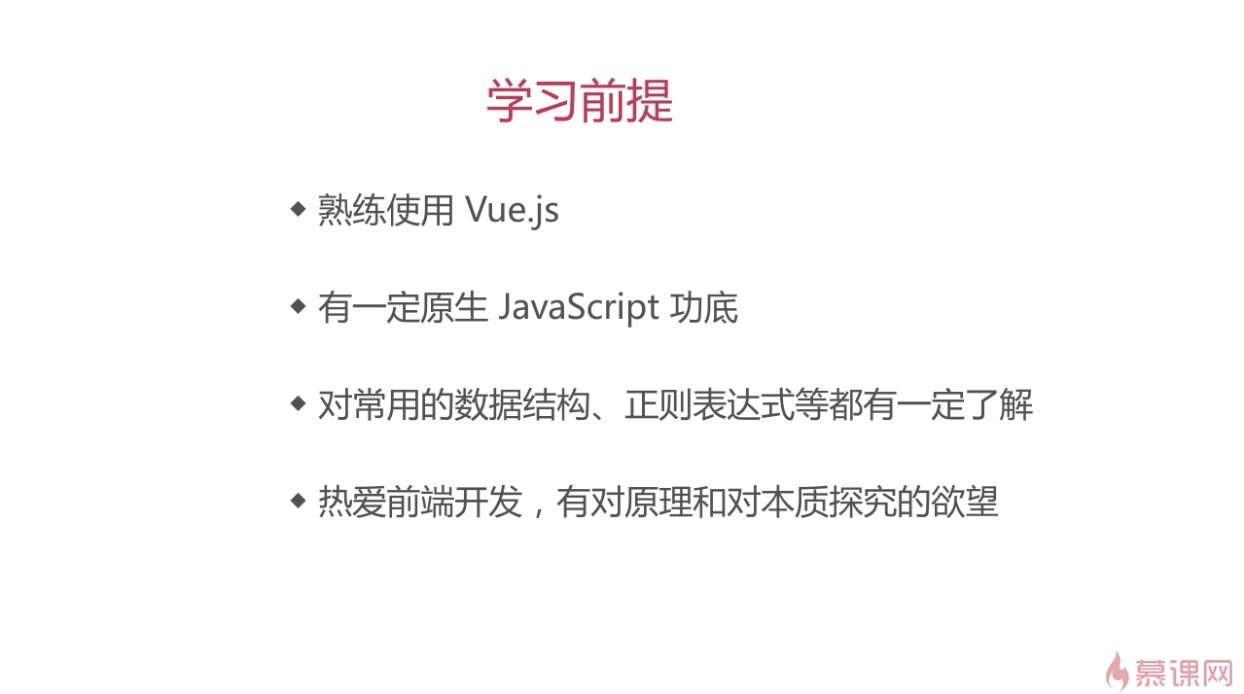 学习前提
◆ 熟练使用 Vue.js
◆ 有一定原生 JavaScript 功底
◆ 对常用的数据结构、正则表达式等都有一定了解
◆ 热爱前端开发，有对原理和对本质探究的欲望
慕课网